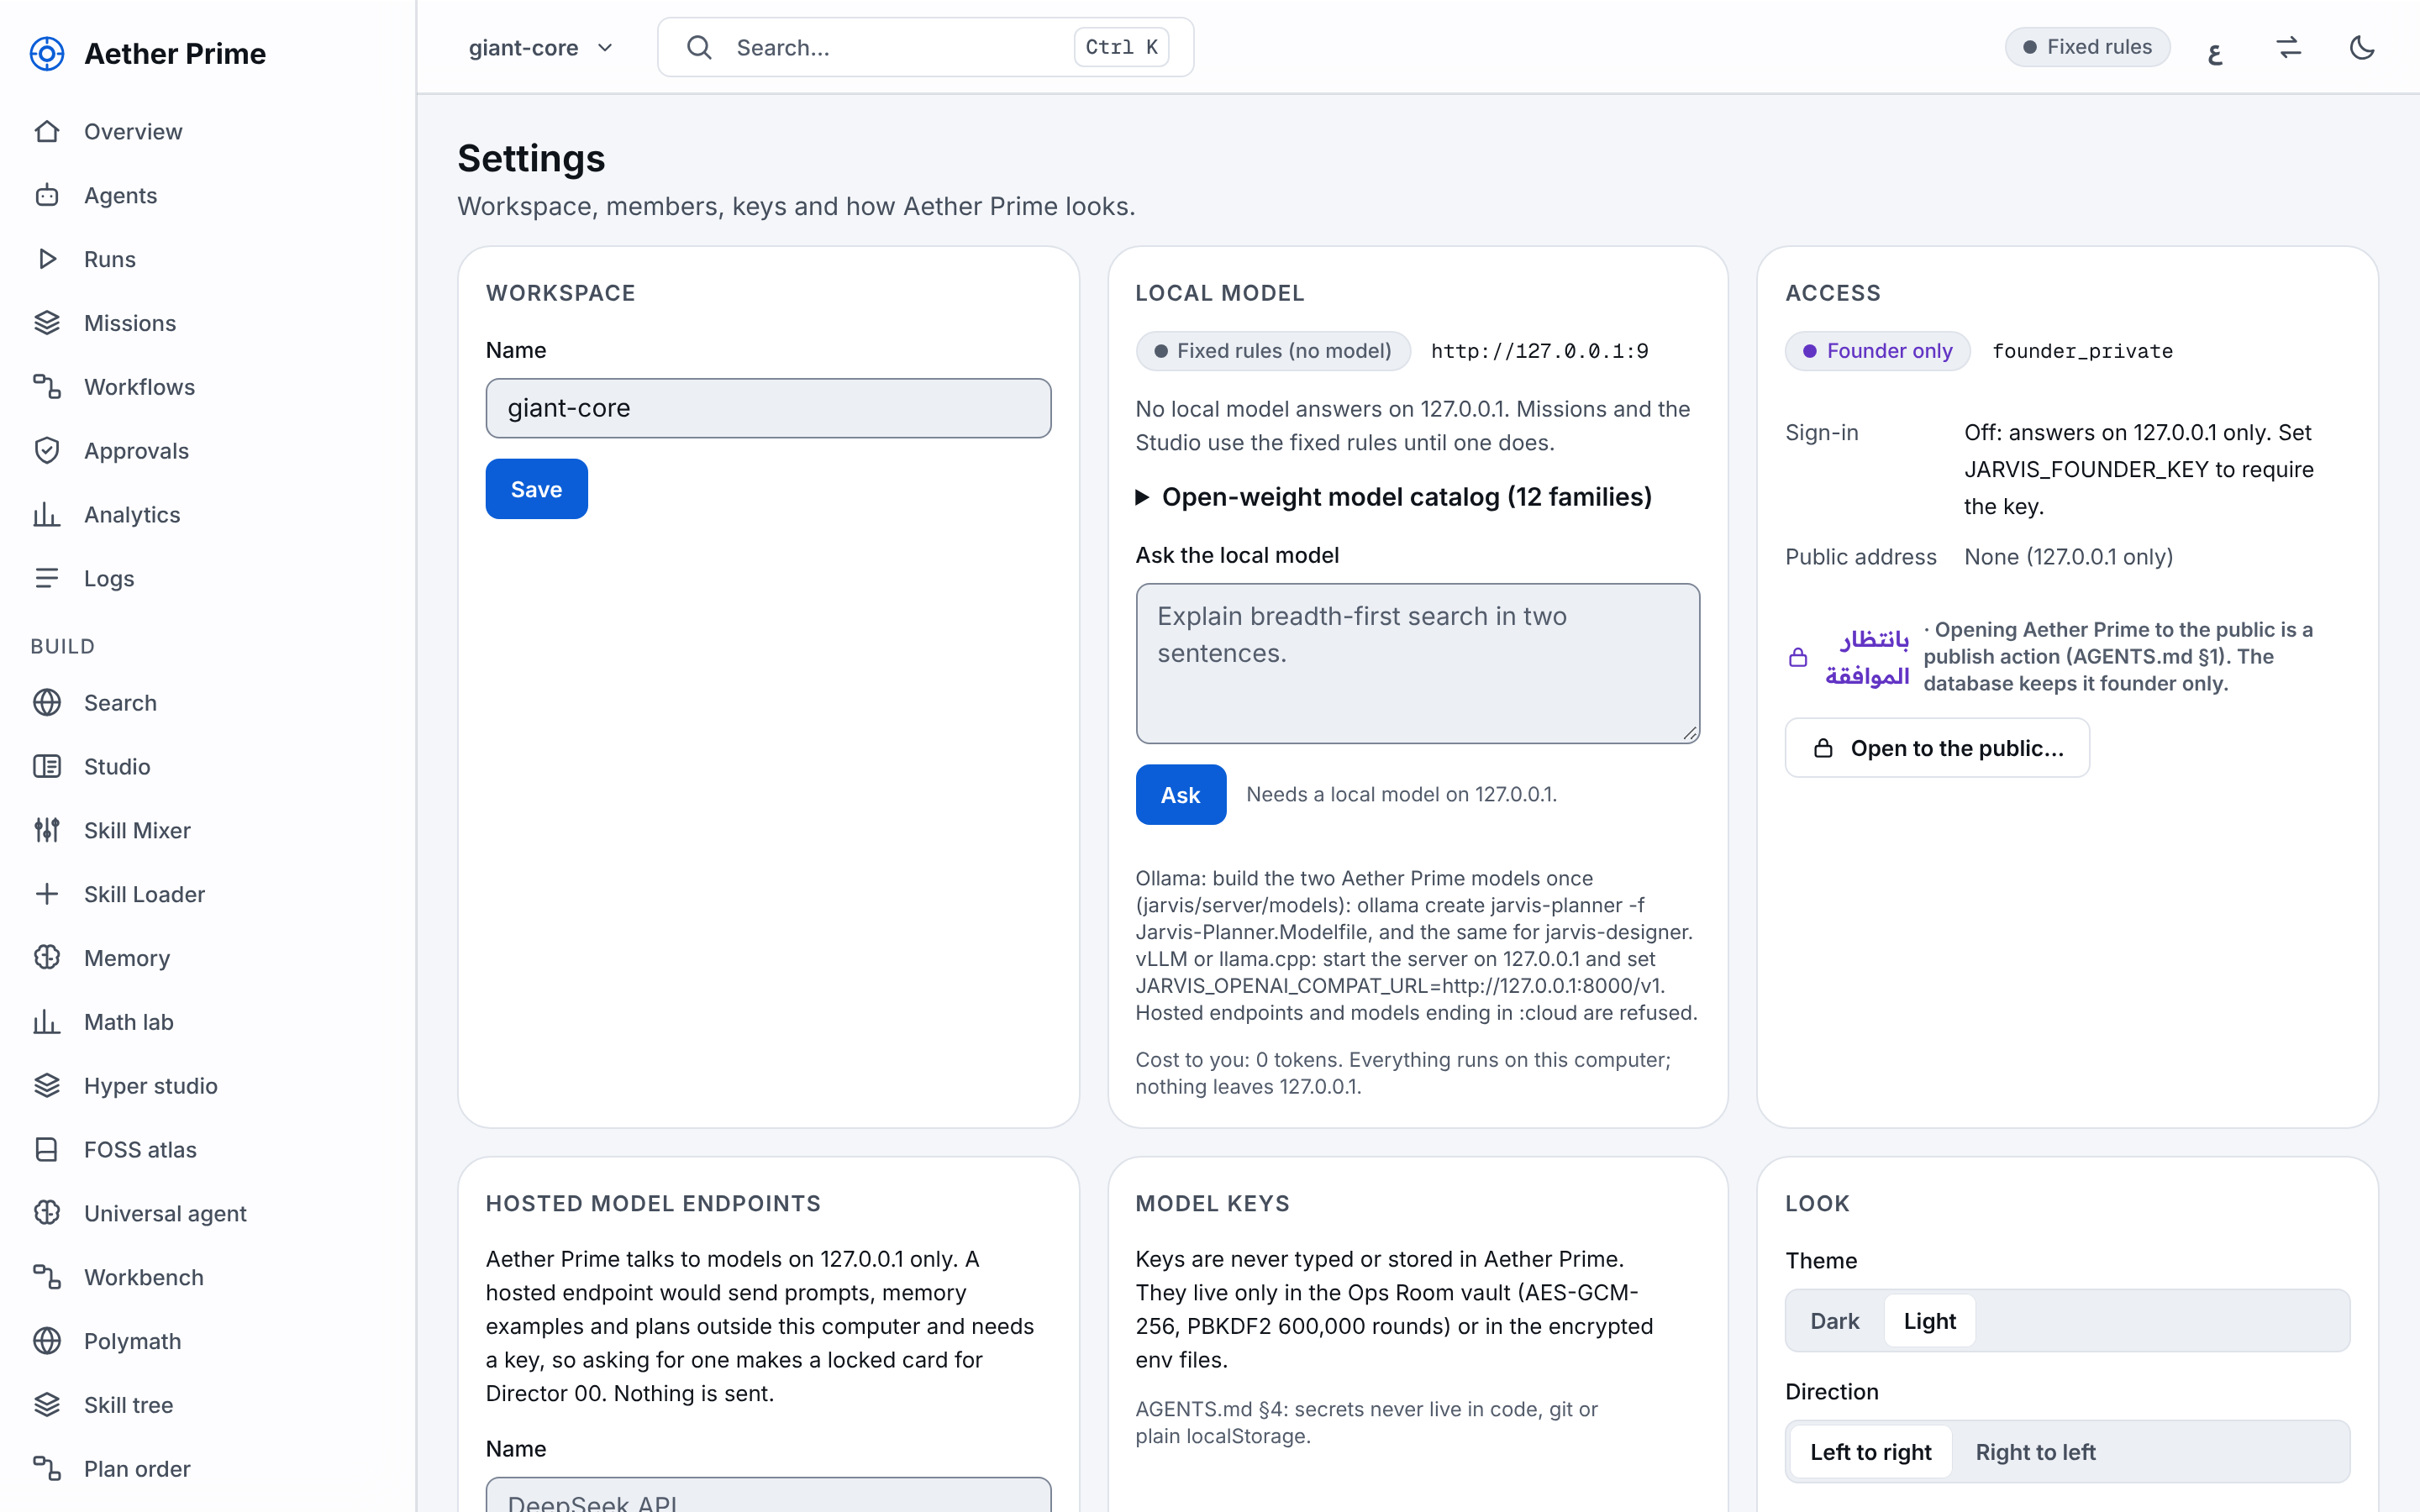 Aether Prime
Overview
Agents
Runs
Missions
Workflows
Approvals
Analytics
Logs
BUILD
Search
Studio
Skill Mixer
Skill Loader
Memory
Math lab
Hyper studio
FOSS atlas
Universal agent
Workbench
Polymath
Skill tree
Plan order
giant-core
Search...
Ctrl K
Fixed rules
ع
Settings
Workspace, members, keys and how Aether Prime looks.
WORKSPACE
Name
giant-core
Save
LOCAL MODEL
Fixed rules (no model) http://127.0.0.1:9
No local model answers on 127.0.0.1. Missions and the
Studio use the fixed rules until one does.
Open-weight model catalog (12 families)
Ask the local model
Explain breadth-first search in two
sentences.
Ask Needs a local model on 127.0.0.1.
Ollama: build the two Aether Prime models once
(jarvis/server/models): ollama create jarvis-planner -f
Jarvis-Planner.Modelfile, and the same for jarvis-designer.
vLLM or llama.cpp: start the server on 127.0.0.1 and set
JARVIS_OPENAI_COMPAT_URL=http://127.0.0.1:8000/v1.
Hosted endpoints and models ending in :cloud are refused.
Cost to you: 0 tokens. Everything runs on this computer;
nothing leaves 127.0.0.1.
ACCESS
Founder only founder_private
Sign-in Off: answers on 127.0.0.1 only. Set
JARVIS_FOUNDER_KEY to require
the key.
Public address None (127.0.0.1 only)
بانتظار
الموافقة
· Opening Aether Prime to the public is a
publish action (AGENTS.md §1). The
database keeps it founder only.
Open to the public...
HOSTED MODEL ENDPOINTS
Aether Prime talks to models on 127.0.0.1 only. A
hosted endpoint would send prompts, memory
examples and plans outside this computer and needs
a key, so asking for one makes a locked card for
Director 00. Nothing is sent.
Name
DeepSeek API
MODEL KEYS
Keys are never typed or stored in Aether Prime.
They live only in the Ops Room vault (AES-GCM-
256, PBKDF2 600,000 rounds) or in the encrypted
env files.
AGENTS.md §4: secrets never live in code, git or
plain localStorage.
LOOK
Theme
Dark Light
Direction
Left to right Right to left